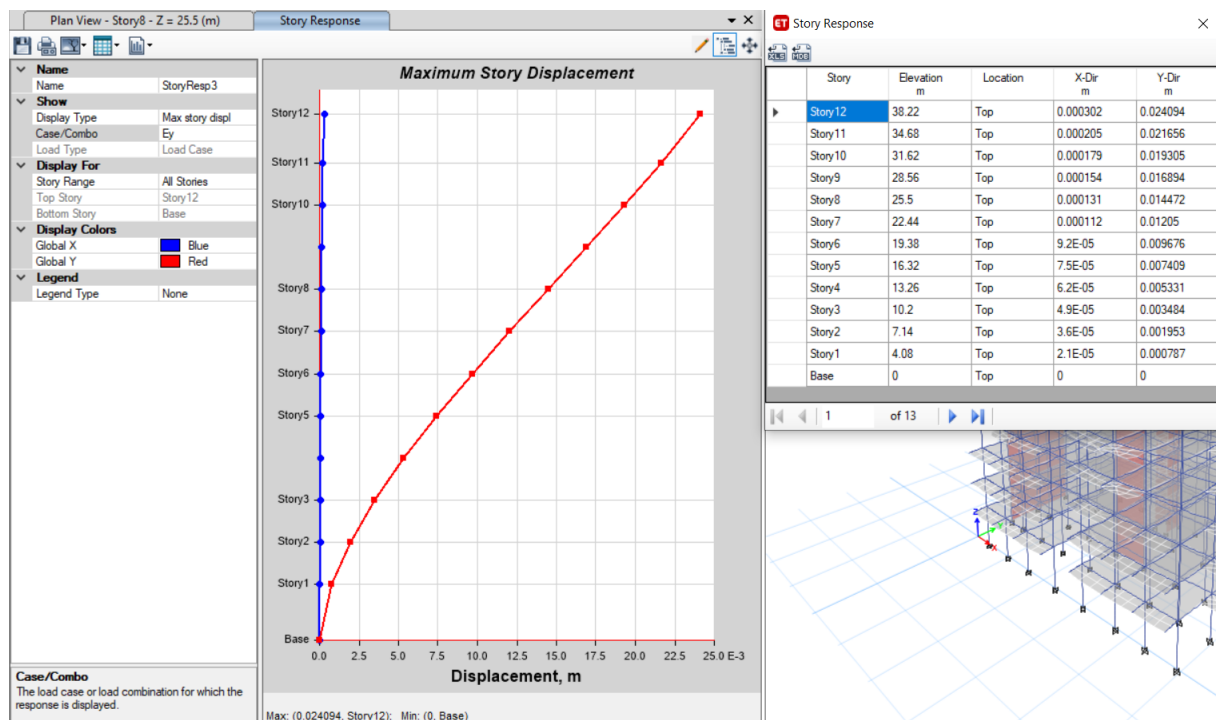 Plan View - Story8 - Z = 25.5 (m)
Story Response
Name
Name StoryResp3
Show
Display Type Max story displ
Case/Combo Ey
Load Type Load Case
Display For
Story Range All Stories
Top Story Story12
Bottom Story Base
Display Colors
Global X Blue
Global Y Red
Legend
Legend Type None
Case/Combo
The load case or load combination for which the
response is displayed.
Maximum Story Displacement
Story12
Story11
Story10
Story8
Story7
Story6
Story5
Story3
Story2
Story1
Base
0.0 2.5 5.0 7.5 10.0 12.5 15.0 17.5 20.0 22.5 25.0 E-3
Displacement, m
Max: (0.024094, Story12); Min: (0, Base)
ET Story Response
XLS MDB
Story Elevation Location X-Dir Y-Dir
m m m
Story12 38.22 Top 0.000302 0.024094
Story11 34.68 Top 0.000205 0.021656
Story10 31.62 Top 0.000179 0.019305
Story9 28.56 Top 0.000154 0.016894
Story8 25.5 Top 0.000131 0.014472
Story7 22.44 Top 0.000112 0.01205
Story6 19.38 Top 9.2E-05 0.009676
Story5 16.32 Top 7.5E-05 0.007409
Story4 13.26 Top 6.2E-05 0.005331
Story3 10.2 Top 4.9E-05 0.003484
Story2 7.14 Top 3.6E-05 0.001953
Story1 4.08 Top 2.1E-05 0.000787
Base 0 Top 0 0
1 of 13
Z
X